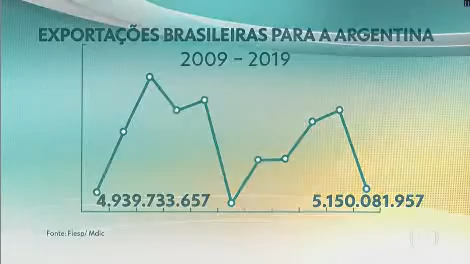 EXPORTAÇÕES BRASILEIRAS PARA A ARGENTINA
2009 - 2019
4.939.733.657
5.150.081.957
Fonte: Fiesp/ Mdic